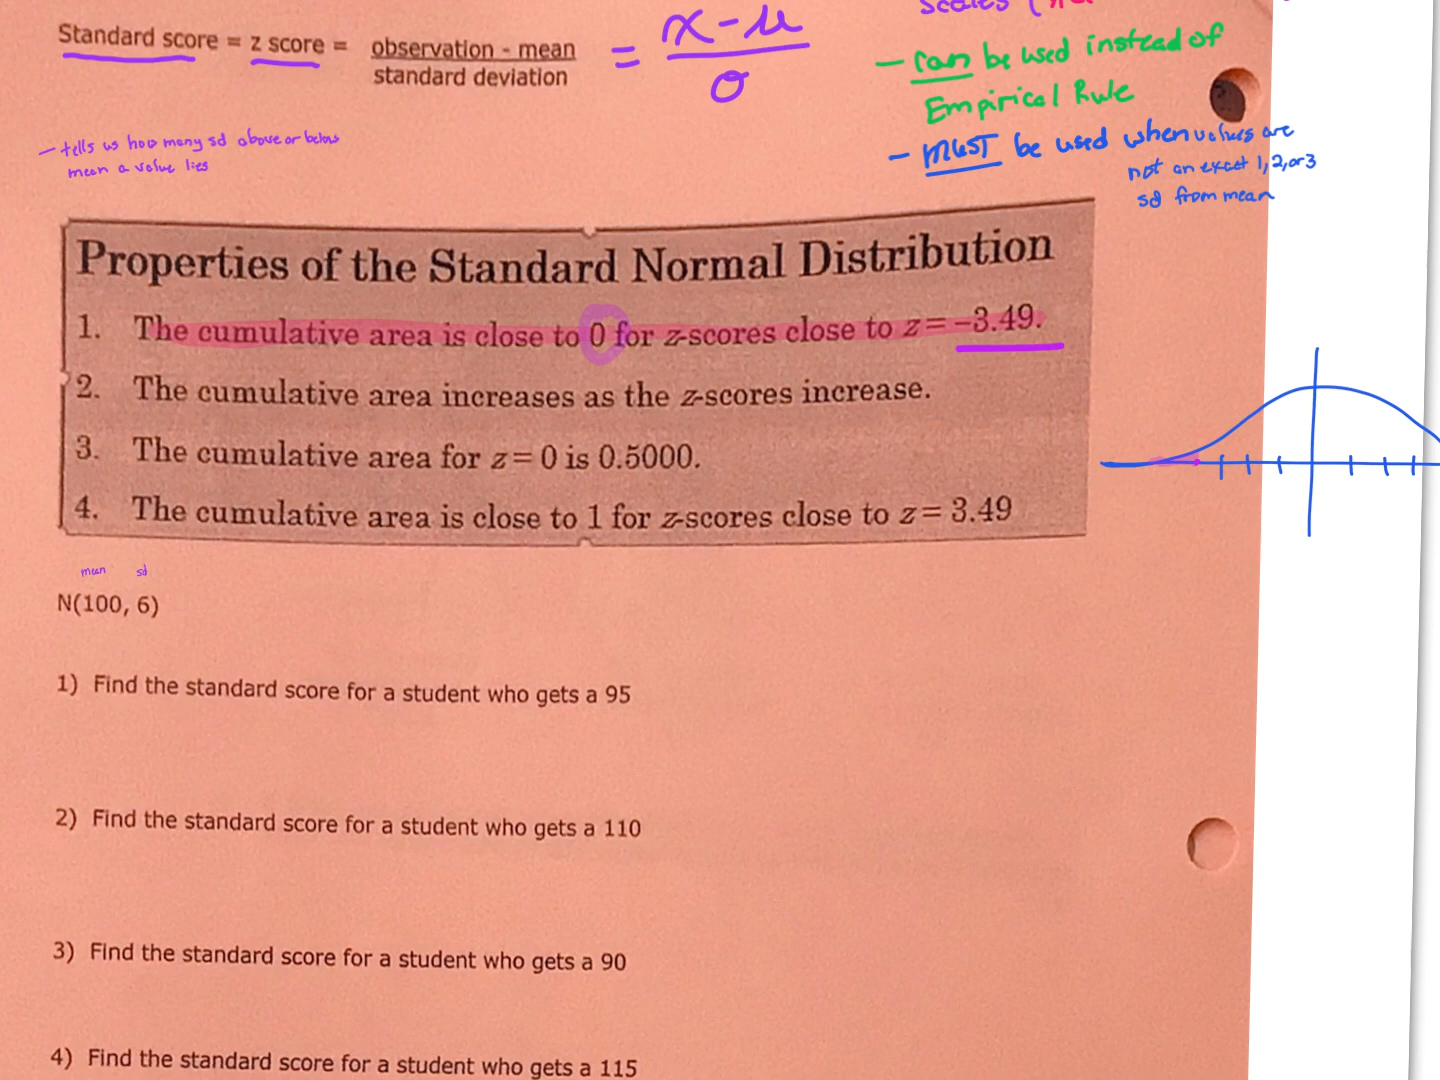 scales (
Standard score = z score = observation - mean
standard deviation
= x - μ
σ
- can be used instead of
Empirical Rule
- tells us how many sd above or below
mean a value lies
- MUST be used when values are
not an exact 1, 2, or 3
sd from mean
Properties of the Standard Normal Distribution
1. The cumulative area is close to 0 for z-scores close to z = -3.49.
2. The cumulative area increases as the z-scores increase.
3. The cumulative area for z = 0 is 0.5000.
4. The cumulative area is close to 1 for z-scores close to z = 3.49
mean sd
N(100, 6)
1) Find the standard score for a student who gets a 95
2) Find the standard score for a student who gets a 110
3) Find the standard score for a student who gets a 90
4) Find the standard score for a student who gets a 115